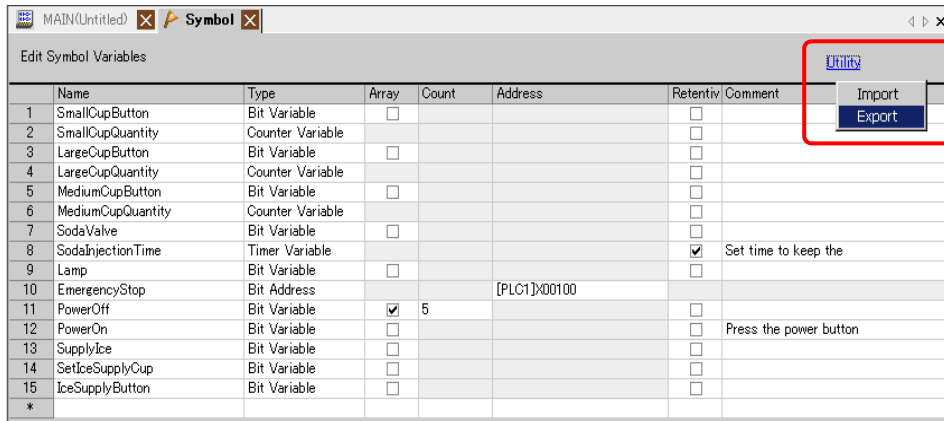 MAIN(Untitled) Symbol
Edit Symbol Variables
Utility
Import
Export
Name Type Array Count Address Retentiv Comment
1 SmallCupButton Bit Variable
2 SmallCupQuantity Counter Variable
3 LargeCupButton Bit Variable
4 LargeCupQuantity Counter Variable
5 MediumCupButton Bit Variable
6 MediumCupQuantity Counter Variable
7 SodaValve Bit Variable
8 SodaInjectionTime Timer Variable Set time to keep the
9 Lamp Bit Variable
10 EmergencyStop Bit Address [PLC1]X00100
11 PowerOff Bit Variable 5
12 PowerOn Bit Variable Press the power button
13 SupplyIce Bit Variable
14 SetIceSupplyCup Bit Variable
15 IceSupplyButton Bit Variable
*